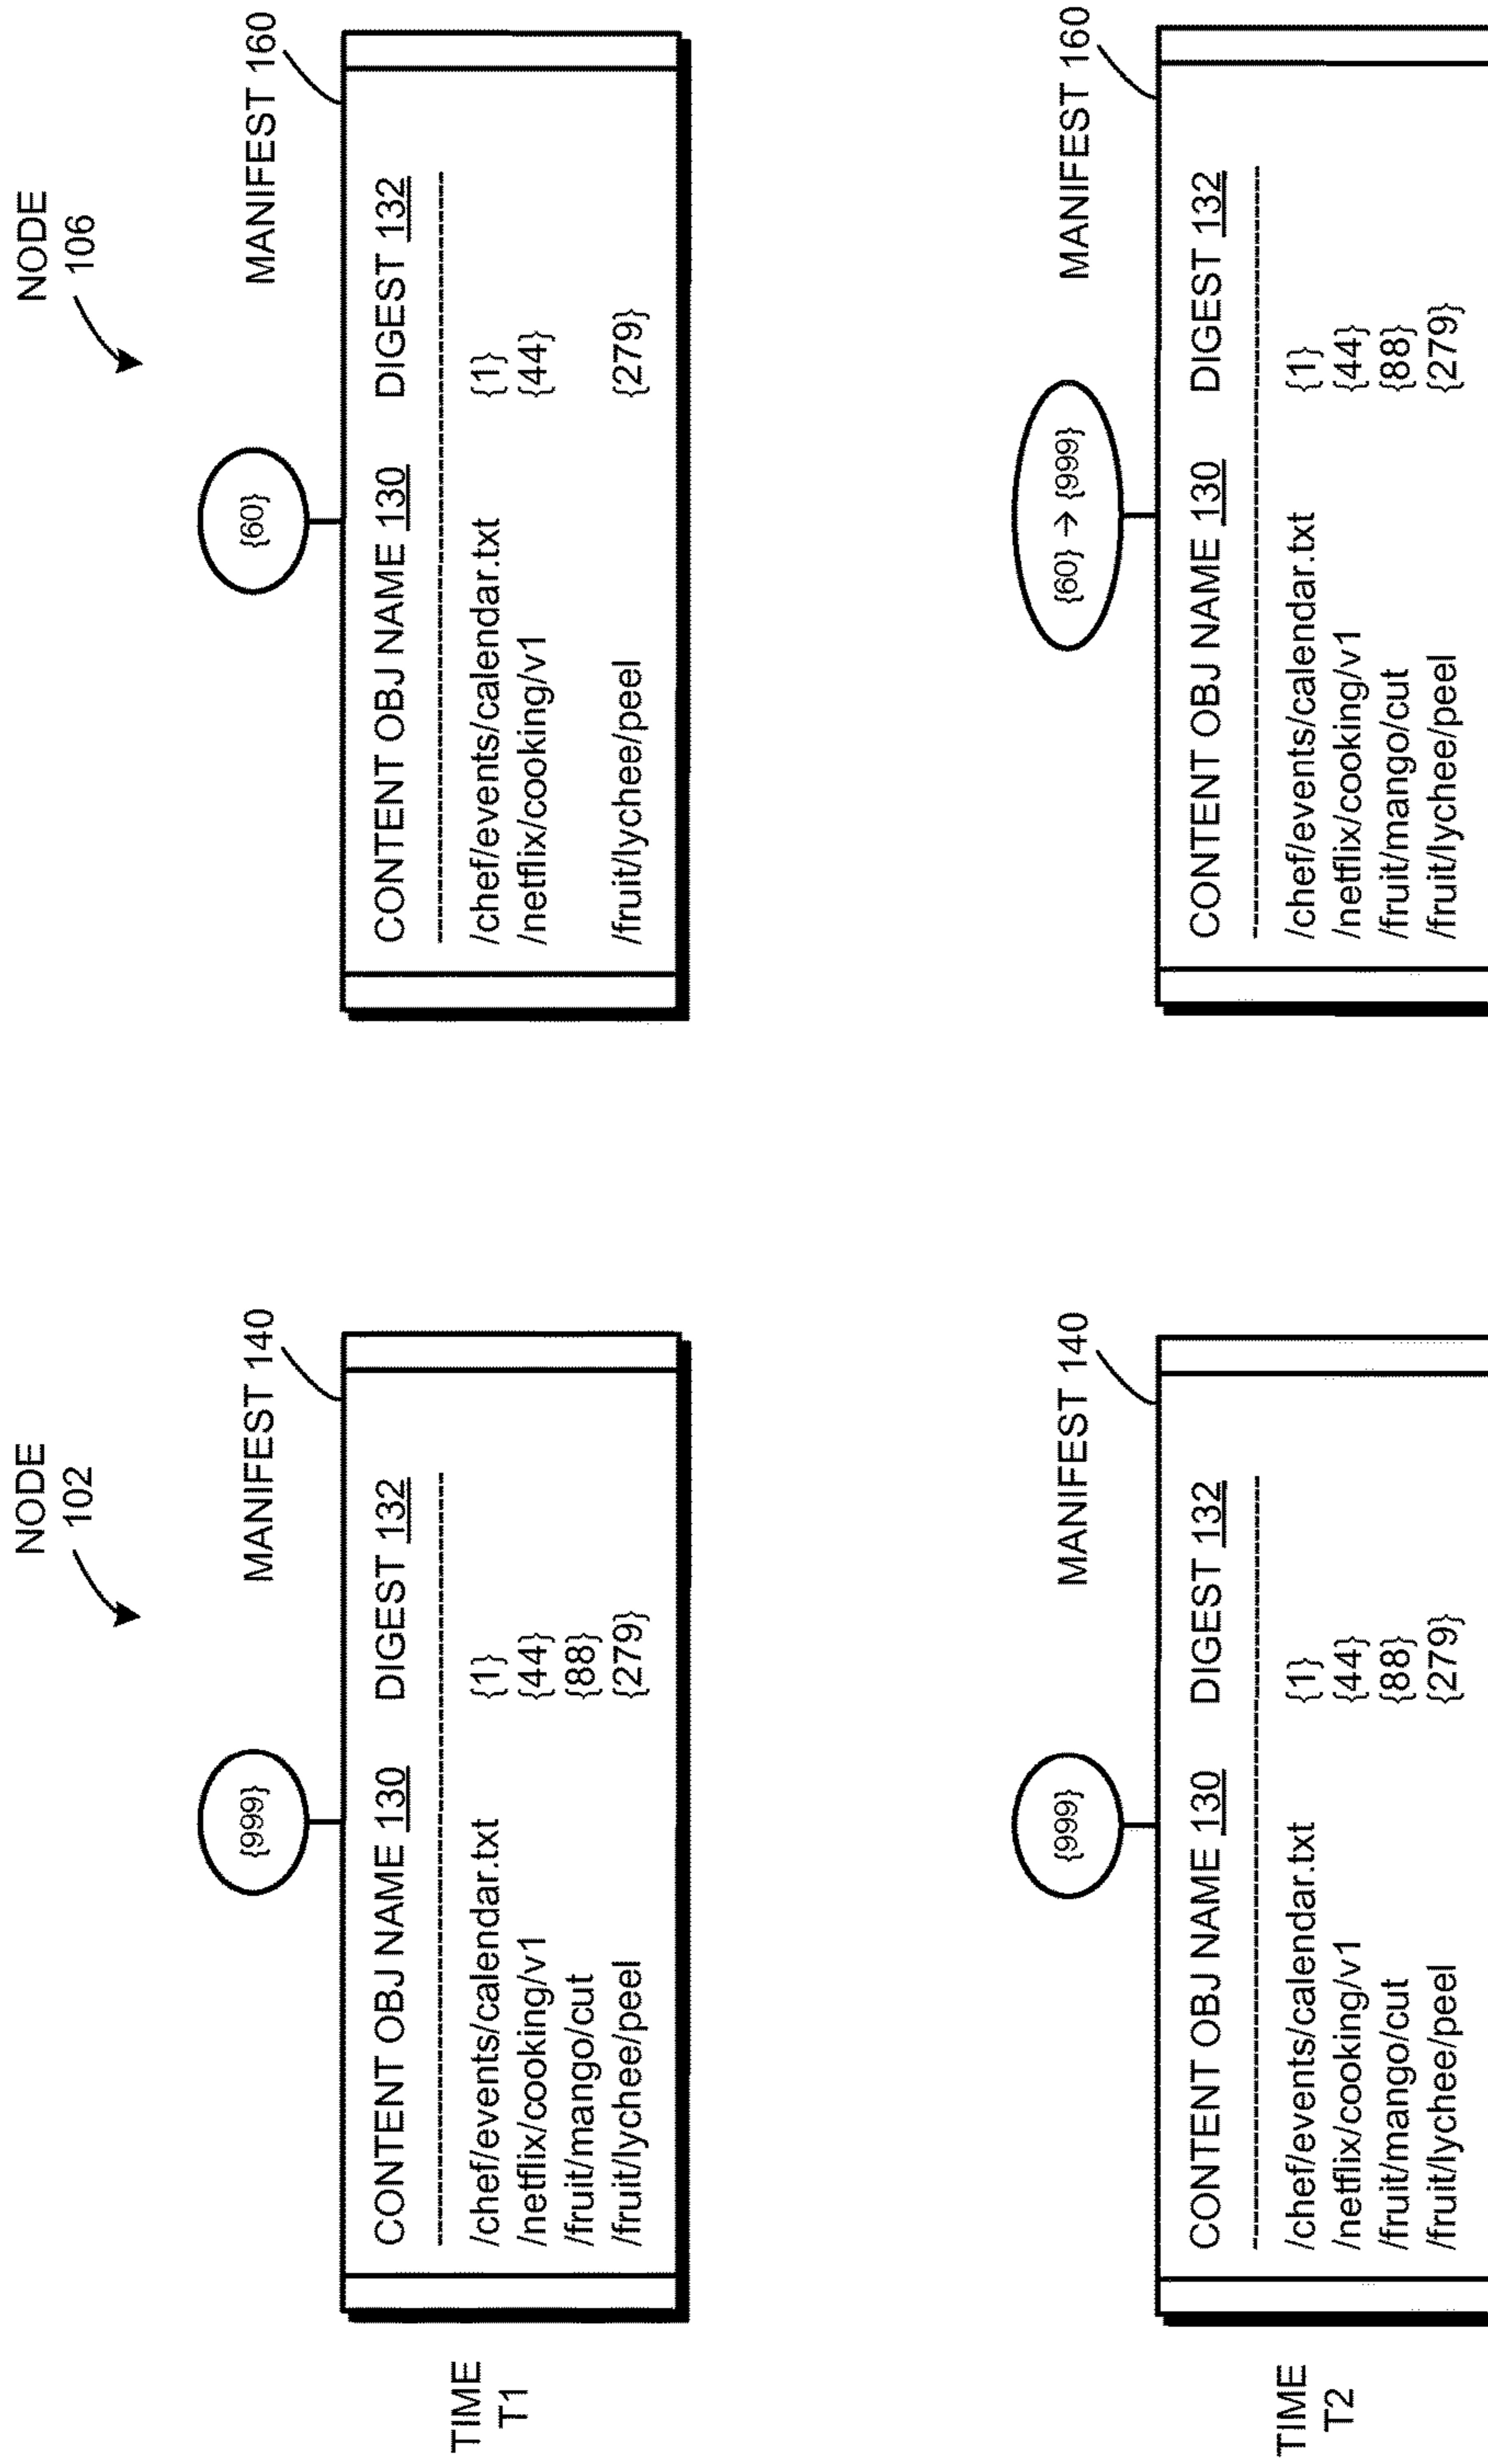 NODE
102
NODE
106
TIME
T1
MANIFEST 140
{999}
CONTENT OBJ NAME 130 DIGEST 132
/chef/events/calendar.txt {1}
/netflix/cooking/v1 {44}
/fruit/mango/cut {88}
/fruit/lychee/peel {279}
MANIFEST 160
{60}
CONTENT OBJ NAME 130 DIGEST 132
/chef/events/calendar.txt {1}
/netflix/cooking/v1 {44}
/fruit/lychee/peel {279}
TIME
T2
MANIFEST 140
{999}
CONTENT OBJ NAME 130 DIGEST 132
/chef/events/calendar.txt {1}
/netflix/cooking/v1 {44}
/fruit/mango/cut {88}
/fruit/lychee/peel {279}
MANIFEST 160
{60} → {999}
CONTENT OBJ NAME 130 DIGEST 132
/chef/events/calendar.txt {1}
/netflix/cooking/v1 {44}
/fruit/mango/cut {88}
/fruit/lychee/peel {279}